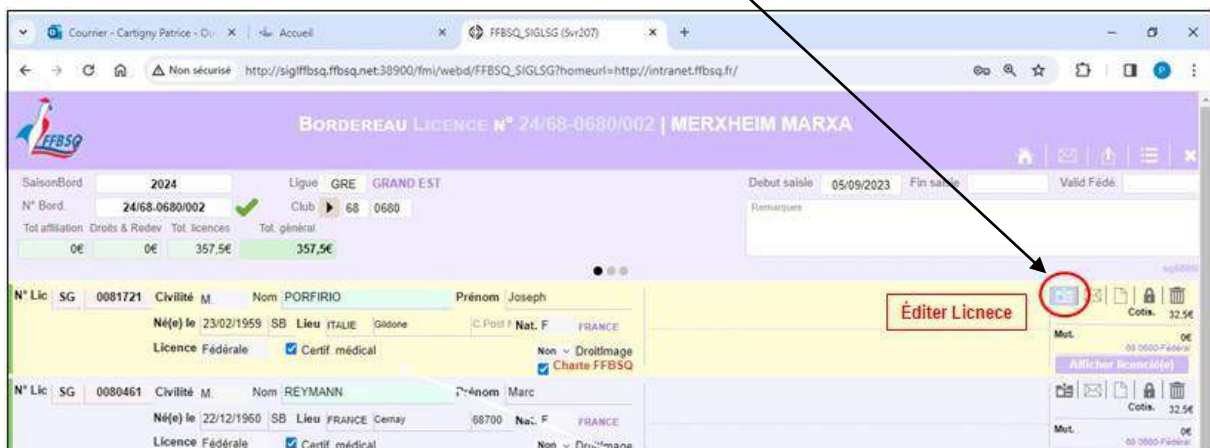 Courrier - Cartigny Patrice - Ou
Accueil
FFBSQ_SIGLSG (Svr207)
Non sécurisé http://siglffbsq.ffbsq.net:38900/fmi/webd/FFBSQ_SIGLSG?homeurl=http://intranet.ffbsq.fr/
P
FFBSQ
BORDEREAU LICENCE N° 24/68-0680/002 | MERXHEIM MARXA
SaisonBord 2024 Ligue GRE GRAND EST Debut saisie 05/09/2023 Fin saisie Valid.Fédé.
N° Bord. 24/68.0680/002 Club 68 0680 Remarques
Tot affiliation Droits & Redev Tot. licences Tot. général
0€ 0€ 357,5€ 357,5€
N° Lic SG 0081721 Civilité M. Nom PORFIRIO Prénom Joseph Éditer Licnece Cotis. 32.5€
Né(e) le 23/02/1959 SB Lieu ITALIE Gildone C.Post Nat. F FRANCE Mut. 0€
Licence Fédérale Certif. médical Non DroitImage
Charte FFBSQ Afficher licencié(e)
N° Lic SG 0080461 Civilité M. Nom REYMANN Prénom Marc Cotis. 32.5€
Né(e) le 22/12/1960 SB Lieu FRANCE Cernay 68700 Nat. F FRANCE Mut. 0€
Licence Fédérale Certif. médical Non DroitImage